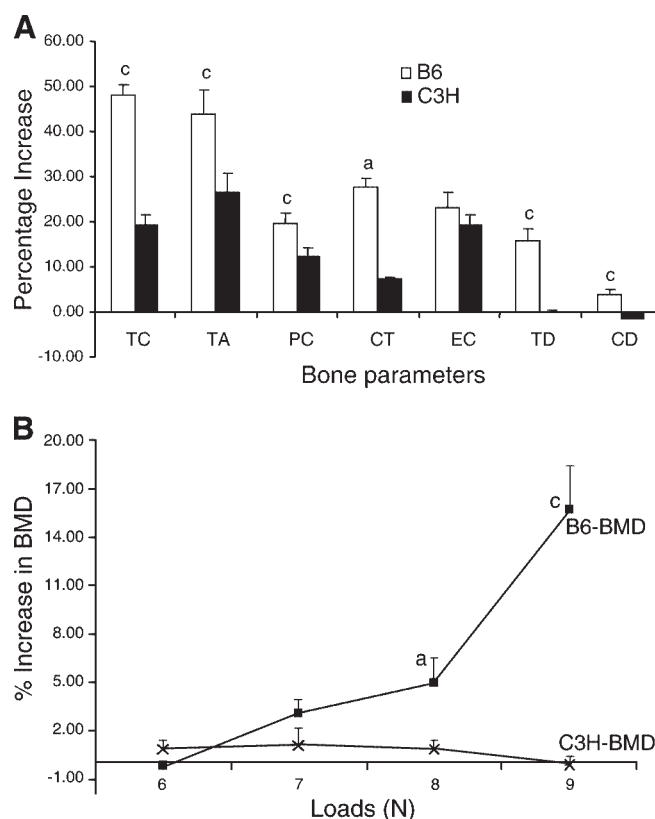 A
60.00
50.00
40.00
30.00
20.00
10.00
0.00
-10.00
Percentage Increase
B6
C3H
c
c
c
a
c
c
TC TA PC CT EC TD CD
Bone parameters
B
20.00
17.00
14.00
11.00
8.00
5.00
2.00
-1.00
% Increase in BMD
c
B6-BMD
a
C3H-BMD
6 7 8 9
Loads (N)